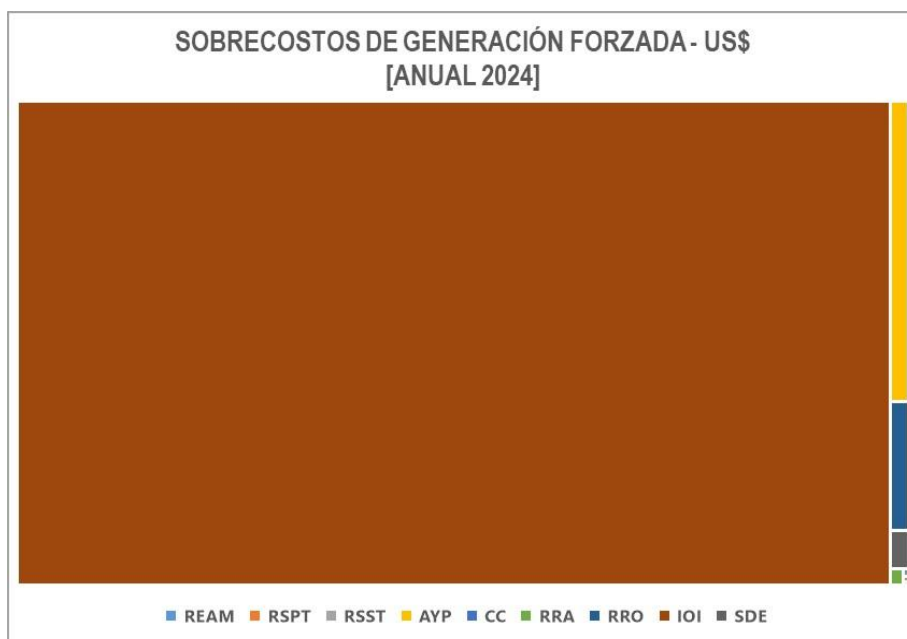 SOBRECOSTOS DE GENERACIÓN FORZADA - US$
[ANUAL 2024]
REAM RSPT RSST AYP CC RRA RRO IOI SDE